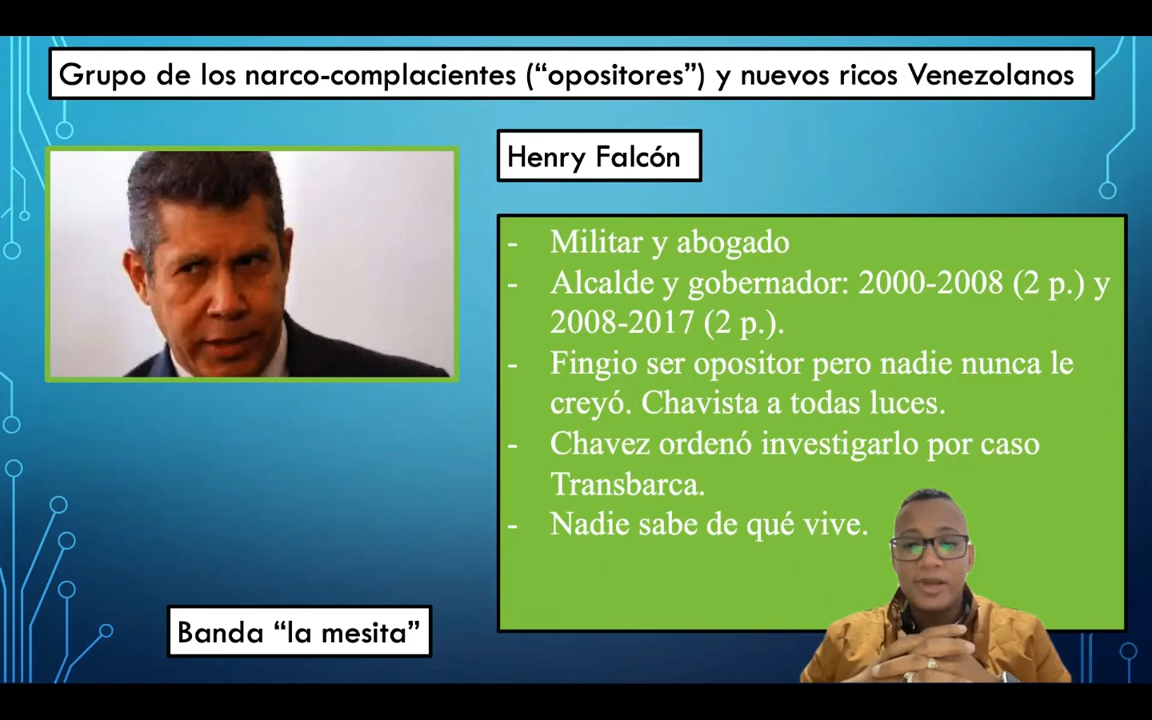 Grupo de los narco-complacientes (“opositores”) y nuevos ricos Venezolanos
Henry Falcón
- Militar y abogado
- Alcalde y gobernador: 2000-2008 (2 p.) y
2008-2017 (2 p.).
- Fingio ser opositor pero nadie nunca le
creyó. Chavista a todas luces.
- Chavez ordenó investigarlo por caso
Transbarca.
- Nadie sabe de qué vive.
Banda “la mesita”